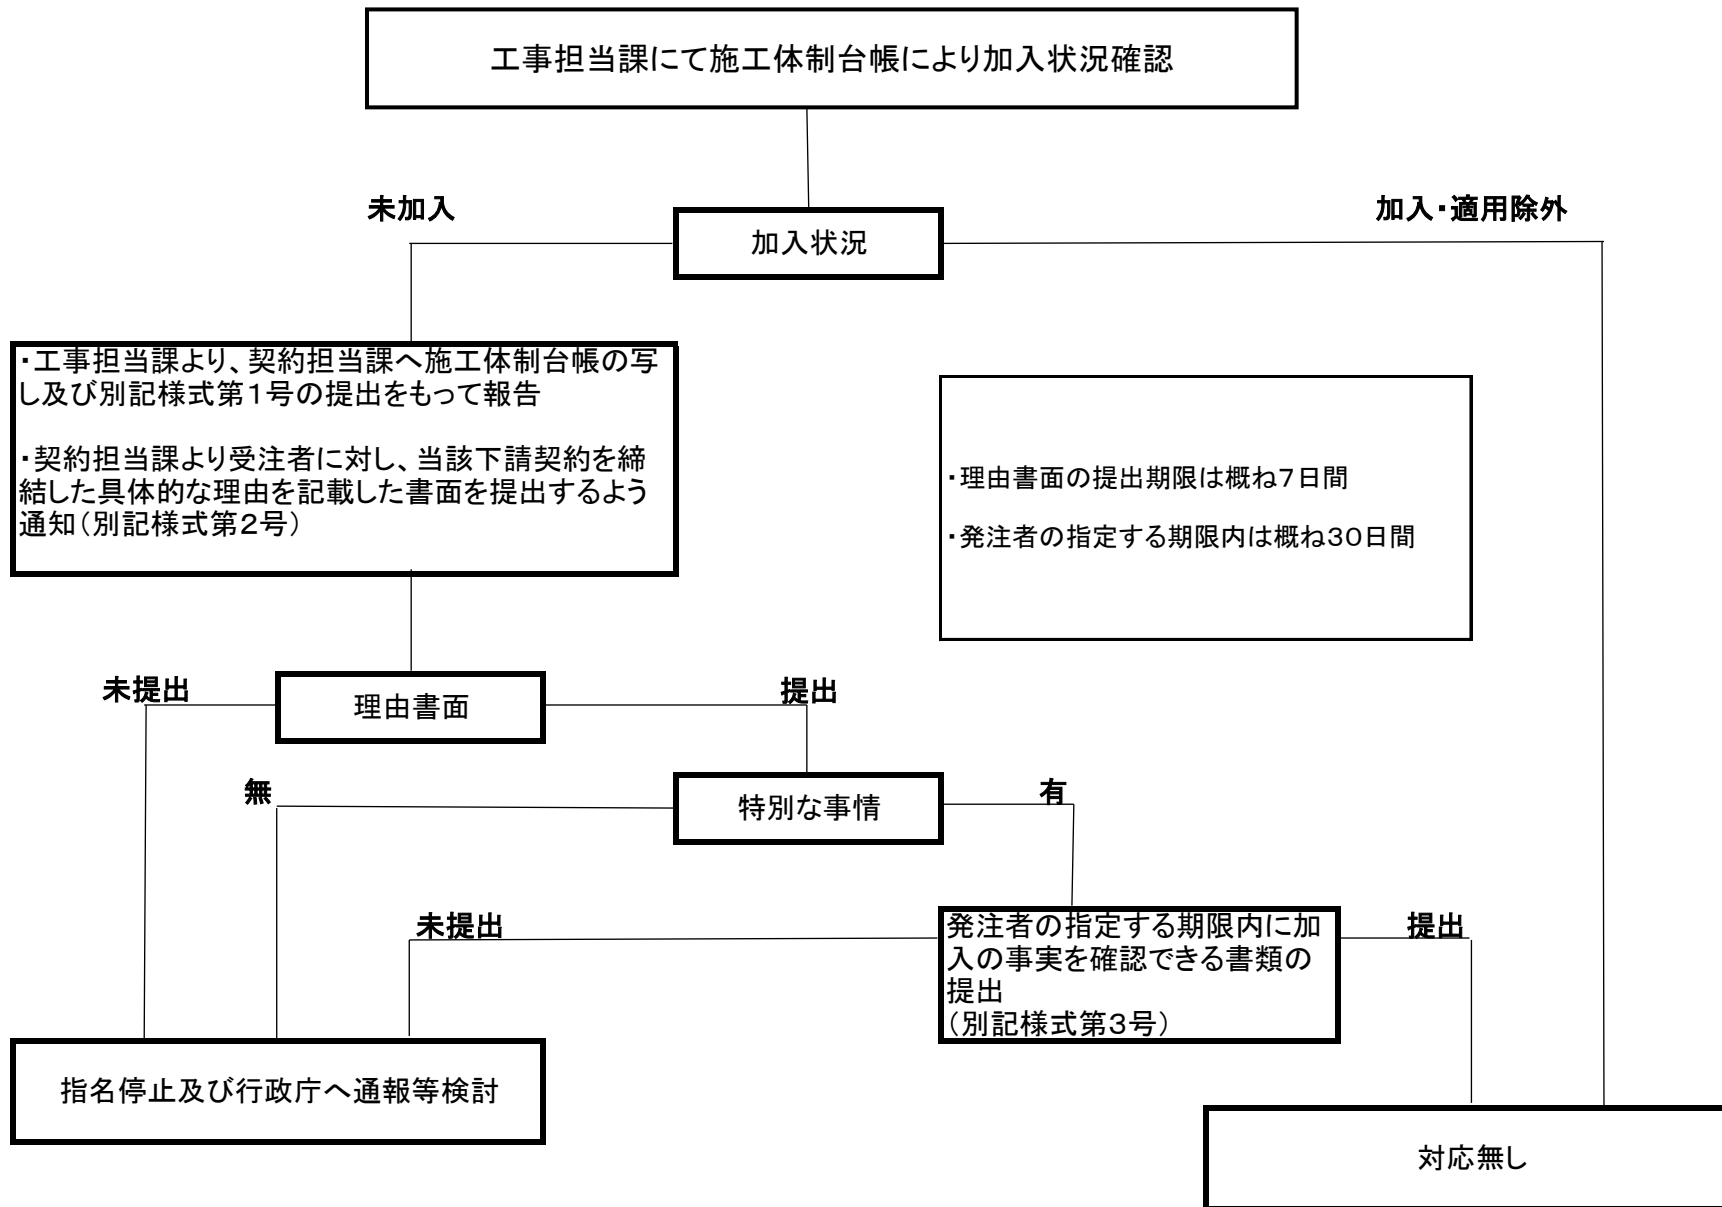 工事担当課にて施工体制台帳により加入状況確認
未加入
加入・適用除外
加入状況
・工事担当課より、契約担当課へ施工体制台帳の写
し及び別記様式第１号の提出をもって報告
・契約担当課より受注者に対し、当該下請契約を締
結した具体的な理由を記載した書面を提出するよう
通知（別記様式第２号）
・理由書面の提出期限は概ね７日間
・発注者の指定する期限内は概ね３０日間
未提出
理由書面
提出
無
特別な事情
有
未提出
発注者の指定する期限内に加
入の事実を確認できる書類の
提出
（別記様式第３号）
提出
指名停止及び行政庁へ通報等検討
対応無し